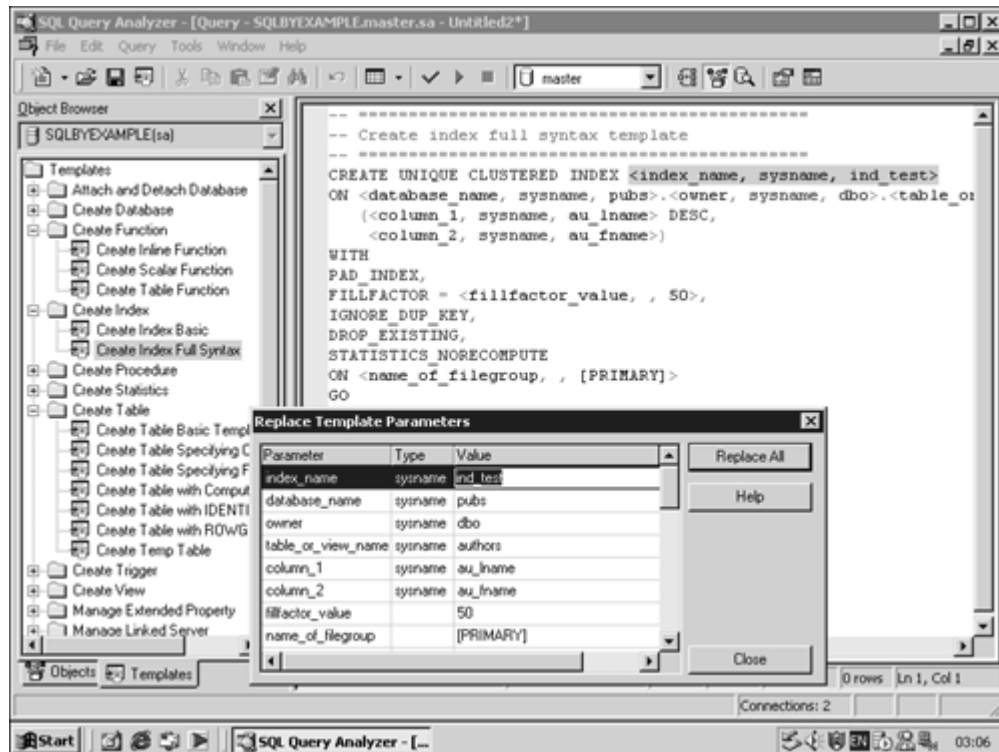 SQL Query Analyzer - [Query - SQLBYEXAMPLE.master.sa - Untitled2*]
File Edit Query Tools Window Help
master
Object Browser
SQLBYEXAMPLE(sa)
Templates
Attach and Detach Database
Create Database
Create Function
Create Inline Function
Create Scalar Function
Create Table Function
Create Index
Create Index Basic
Create Index Full Syntax
Create Procedure
Create Statistics
Create Table
Create Table Basic Templ
Create Table Specifying C
Create Table Specifying F
Create Table with Comput
Create Table with IDENTI
Create Table with ROWG
Create Temp Table
Create Trigger
Create View
Manage Extended Property
Manage Linked Server
Objects Templates
-- =============================================
-- Create index full syntax template
-- =============================================
CREATE UNIQUE CLUSTERED INDEX <index_name, sysname, ind_test>
ON <database_name, sysname, pubs>.<owner, sysname, dbo>.<table_or
(<column_1, sysname, au_lname> DESC,
<column_2, sysname, au_fname>)
WITH
PAD_INDEX,
FILLFACTOR = <fillfactor_value, , 50>,
IGNORE_DUP_KEY,
DROP_EXISTING,
STATISTICS_NORECOMPUTE
ON <name_of_filegroup, , [PRIMARY]>
GO
Replace Template Parameters
Parameter Type Value
index_name sysname ind_test
database_name sysname pubs
owner sysname dbo
table_or_view_name sysname authors
column_1 sysname au_lname
column_2 sysname au_fname
fillfactor_value 50
name_of_filegroup [PRIMARY]
Replace All
Help
Close
0 rows Ln 1, Col 1
Connections: 2
Start SQL Query Analyzer - [... EN 03:06